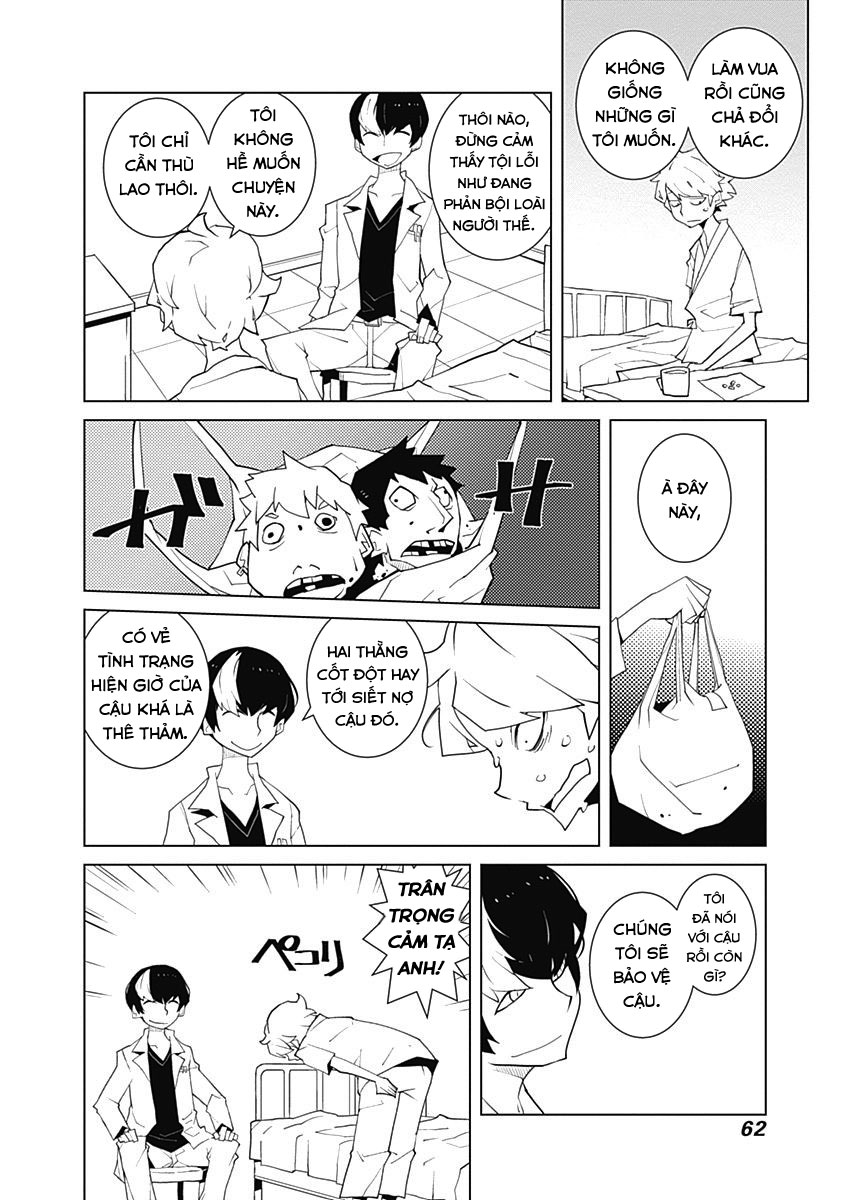 LÀM VUA
RỒI CŨNG
CHẢ ĐỔI
KHÁC.
KHÔNG
GIỐNG
NHỮNG GÌ
TÔI MUỐN.
THÔI NÀO,
ĐỪNG CẢM
THẤY TỘI LỖI
NHƯ ĐANG
PHẢN BỘI LOÀI
NGƯỜI THẾ.
TÔI
KHÔNG
HỀ MUỐN
CHUYỆN
NÀY.
TÔI CHỈ
CẦN THÙ
LAO THÔI.
À ĐÂY
NÀY,
ガサ
HAI THẰNG
CỐT ĐỘT HAY
TỚI SIẾT NỢ
CẬU ĐÓ.
CÓ VẺ
TÌNH TRẠNG
HIỆN GIỜ CỦA
CẬU KHÁ LÀ
THÊ THẢM.
TÔI
ĐÃ NÓI
VỚI CẬU
RỒI CÒN
GÌ?
CHÚNG
TÔI SẼ
BẢO VỆ
CẬU.
TRÂN
TRỌNG
CẢM TẠ
ANH!
ペコリ
62